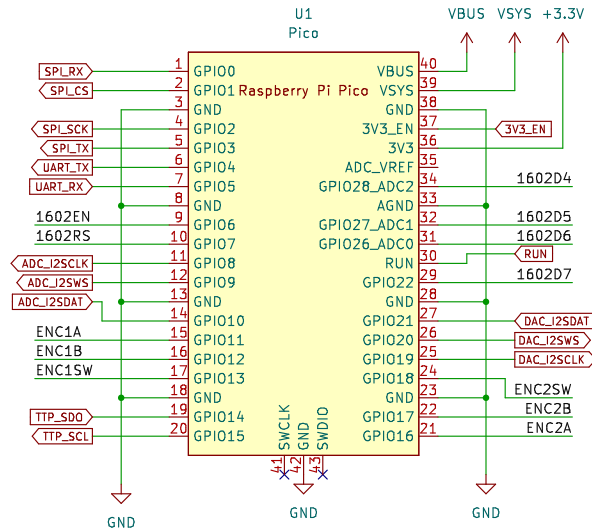 U1
Pico
VBUS VSYS +3.3V
Raspberry Pi Pico
SPI_RX 1 GPIO0
SPI_CS 2 GPIO1
3 GND
SPI_SCK 4 GPIO2
SPI_TX 5 GPIO3
UART_TX 6 GPIO4
UART_RX 7 GPIO5
8 GND
1602EN 9 GPIO6
1602RS 10 GPIO7
ADC_I2SCLK 11 GPIO8
ADC_I2SWS 12 GPIO9
13 GND
ADC_I2SDAT 14 GPIO10
ENC1A 15 GPIO11
ENC1B 16 GPIO12
ENC1SW 17 GPIO13
18 GND
TTP_SDO 19 GPIO14
TTP_SCL 20 GPIO15
VBUS 40
VSYS 39
GND 38
3V3_EN 37 3V3_EN
3V3 36
ADC_VREF 35
GPIO28_ADC2 34 1602D4
AGND 33
GPIO27_ADC1 32 1602D5
GPIO26_ADC0 31 1602D6
RUN 30 RUN
GPIO22 29 1602D7
GND 28
GPIO21 27 DAC_I2SDAT
GPIO20 26 DAC_I2SWS
GPIO19 25 DAC_I2SCLK
GPIO18 24
GND 23 ENC2SW
GPIO17 22 ENC2B
GPIO16 21 ENC2A
SWCLK GND SWDIO
41 42 43
GND GND GND